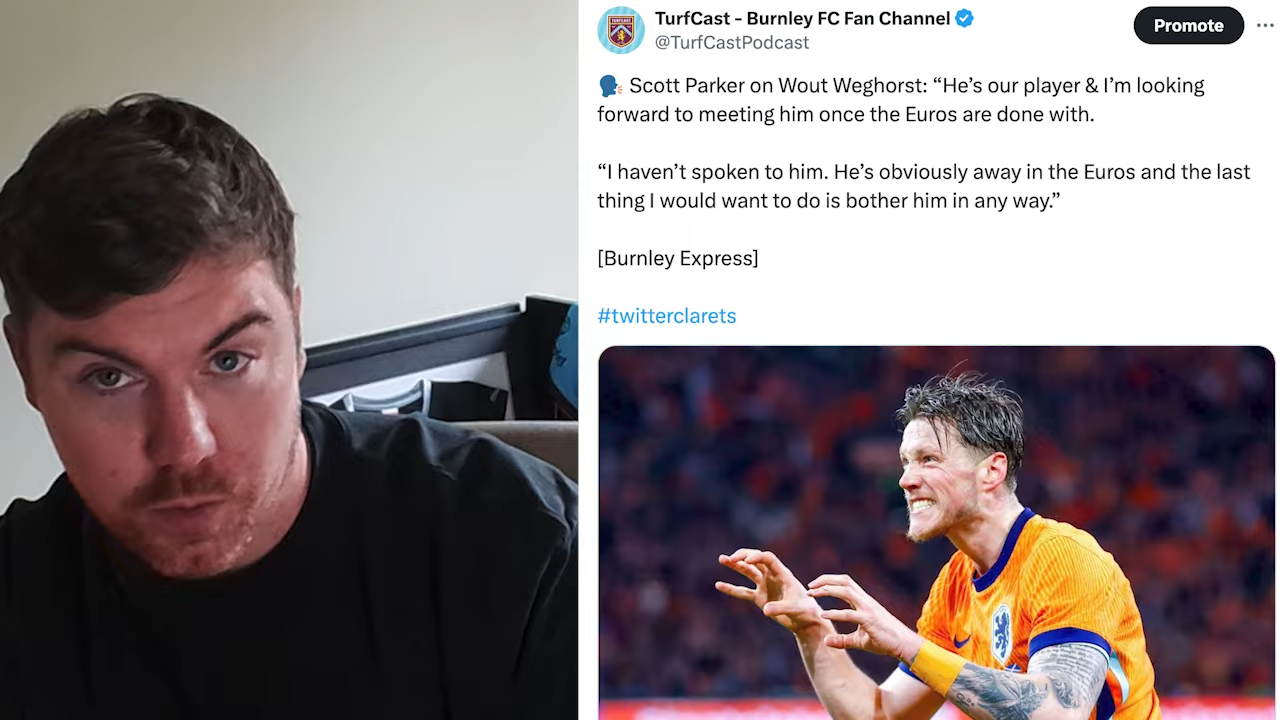 TurfCast - Burnley FC Fan Channel
@TurfCastPodcast
Promote
🗣️ Scott Parker on Wout Weghorst: “He’s our player & I’m looking
forward to meeting him once the Euros are done with.
“I haven’t spoken to him. He’s obviously away in the Euros and the last
thing I would want to do is bother him in any way.”
[Burnley Express]
#twitterclarets